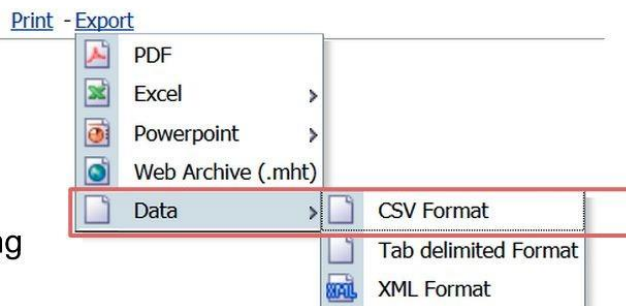 Print - Export
PDF
Excel
Powerpoint
Web Archive (.mht)
Data
CSV Format
Tab delimited Format
XML Format